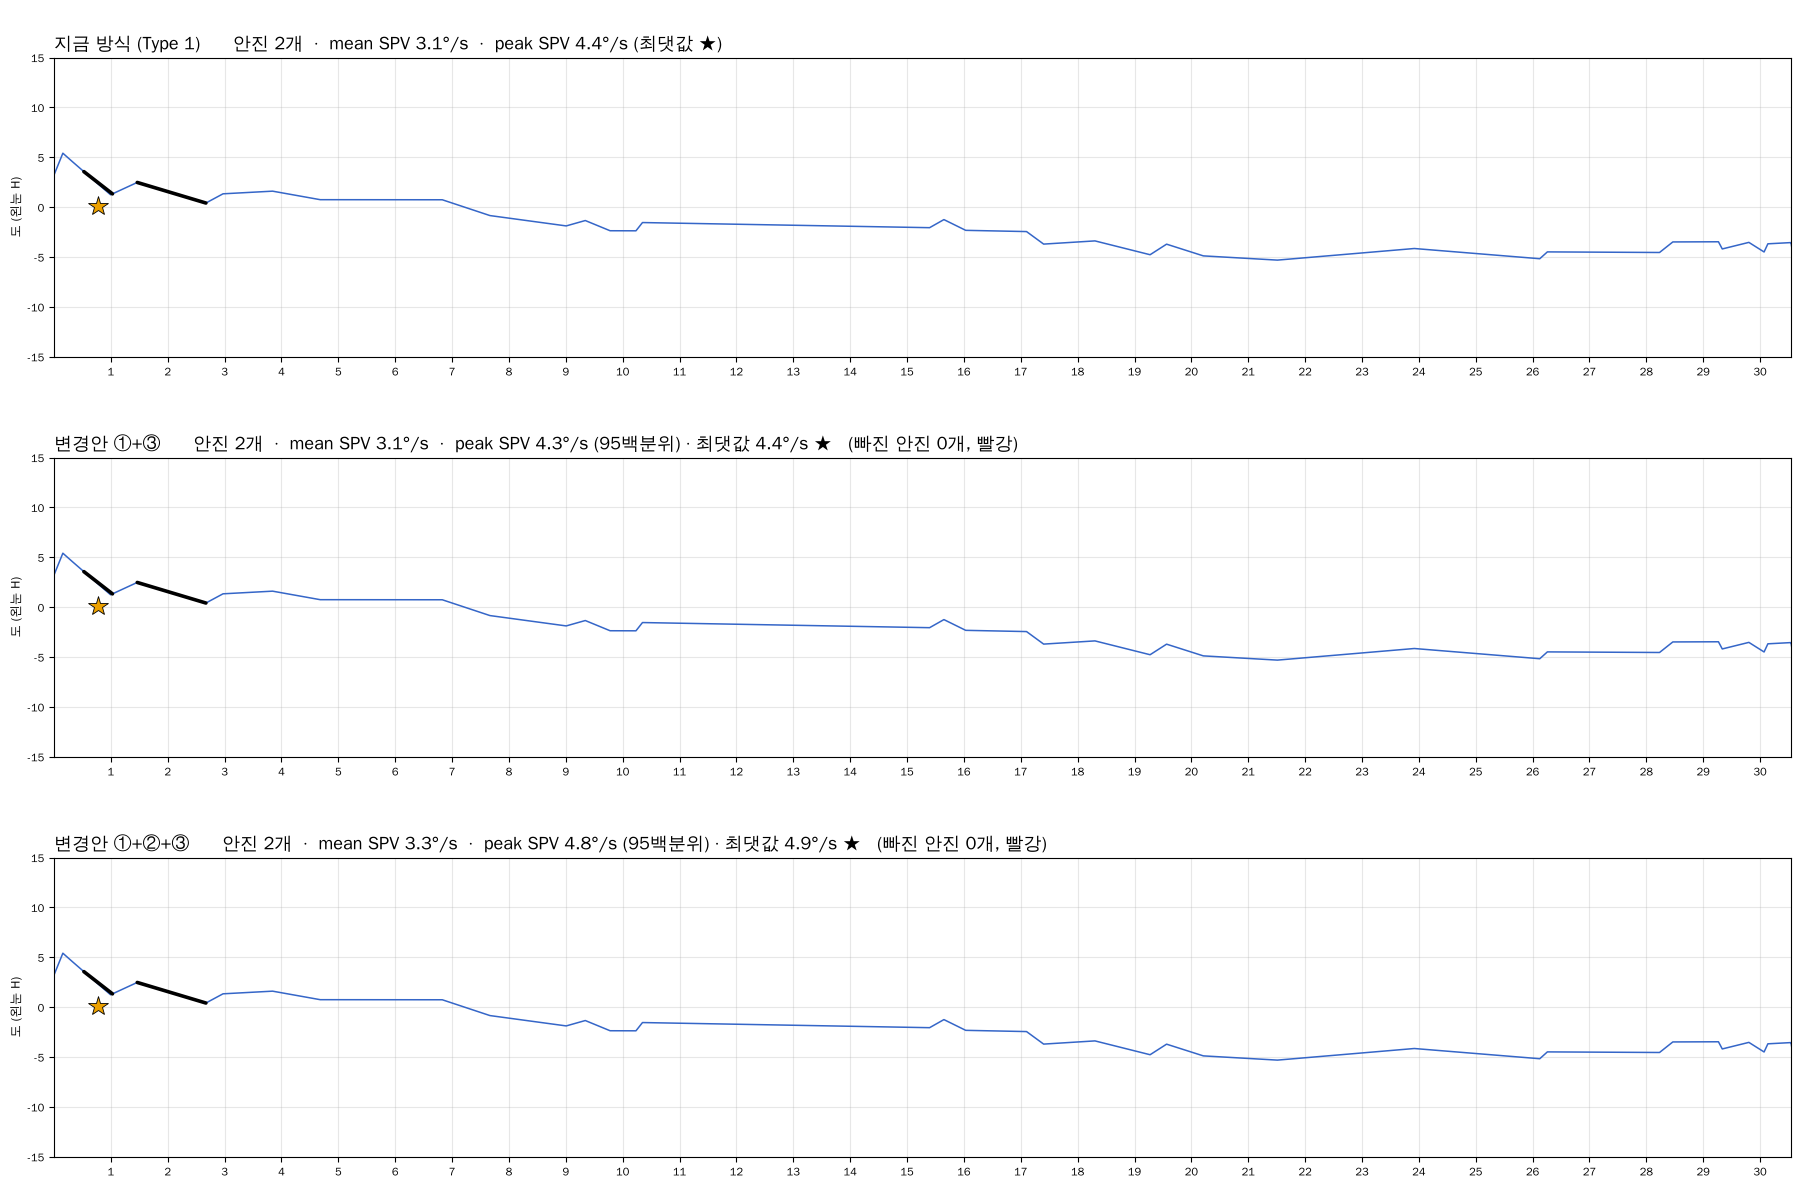 지금 방식 (Type 1) 안진 2개 · mean SPV 3.1°/s · peak SPV 4.4°/s (최댓값 ★)
15
10
5
0
-5
-10
-15
도 (왼눈 H)
1 2 3 4 5 6 7 8 9 10 11 12 13 14 15 16 17 18 19 20 21 22 23 24 25 26 27 28 29 30
변경안 ①+③ 안진 2개 · mean SPV 3.1°/s · peak SPV 4.3°/s (95백분위) · 최댓값 4.4°/s ★ (빠진 안진 0개, 빨강)
15
10
5
0
-5
-10
-15
도 (왼눈 H)
1 2 3 4 5 6 7 8 9 10 11 12 13 14 15 16 17 18 19 20 21 22 23 24 25 26 27 28 29 30
변경안 ①+②+③ 안진 2개 · mean SPV 3.3°/s · peak SPV 4.8°/s (95백분위) · 최댓값 4.9°/s ★ (빠진 안진 0개, 빨강)
15
10
5
0
-5
-10
-15
도 (왼눈 H)
1 2 3 4 5 6 7 8 9 10 11 12 13 14 15 16 17 18 19 20 21 22 23 24 25 26 27 28 29 30